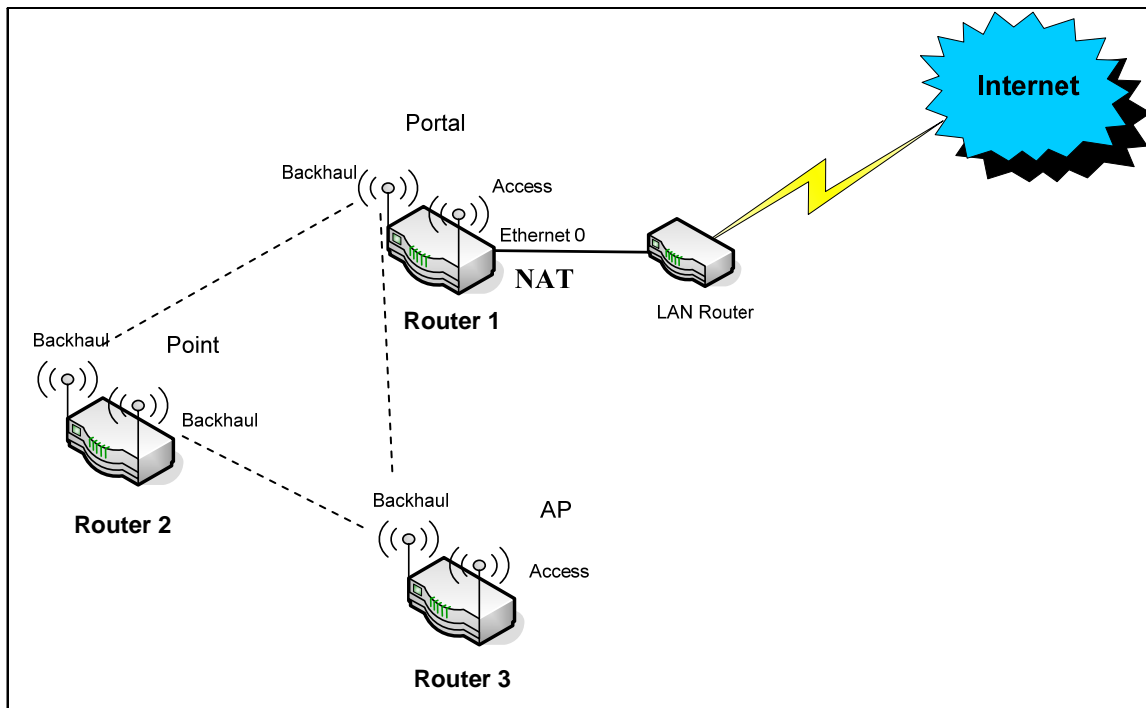 Internet
Portal
Backhaul
Access
Ethernet 0
NAT
LAN Router
Router 1
Backhaul
Point
Backhaul
Router 2
Backhaul
AP
Access
Router 3